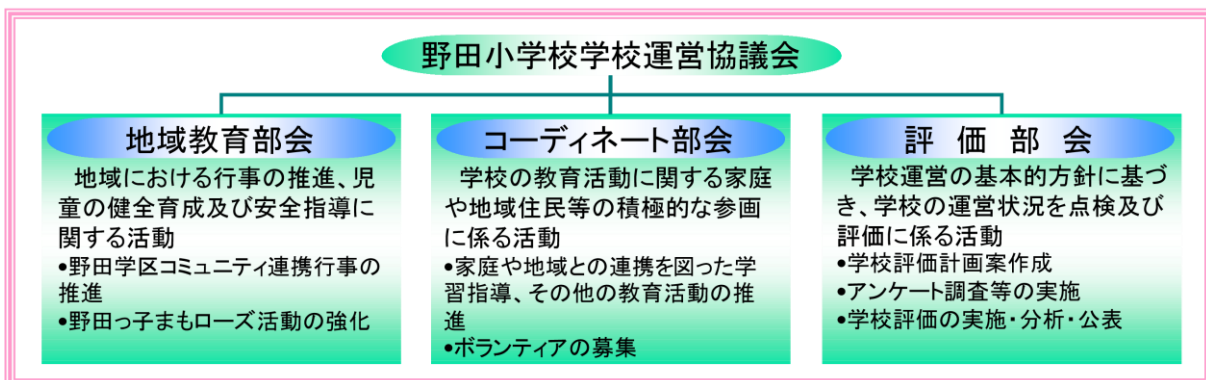 野田小学校学校運営協議会
地域教育部会
地域における行事の推進、児
童の健全育成及び安全指導に
関する活動
•野田学区コミュニティ連携行事の
推進
•野田っ子まもローズ活動の強化
コーディネート部会
学校の教育活動に関する家庭
や地域住民等の積極的な参画
に係る活動
•家庭や地域との連携を図った学
習指導、その他の教育活動の推
進
•ボランティアの募集
評価部会
学校運営の基本的方針に基づ
き、学校の運営状況を点検及び
評価に係る活動
•学校評価計画案作成
•アンケート調査等の実施
•学校評価の実施・分析・公表